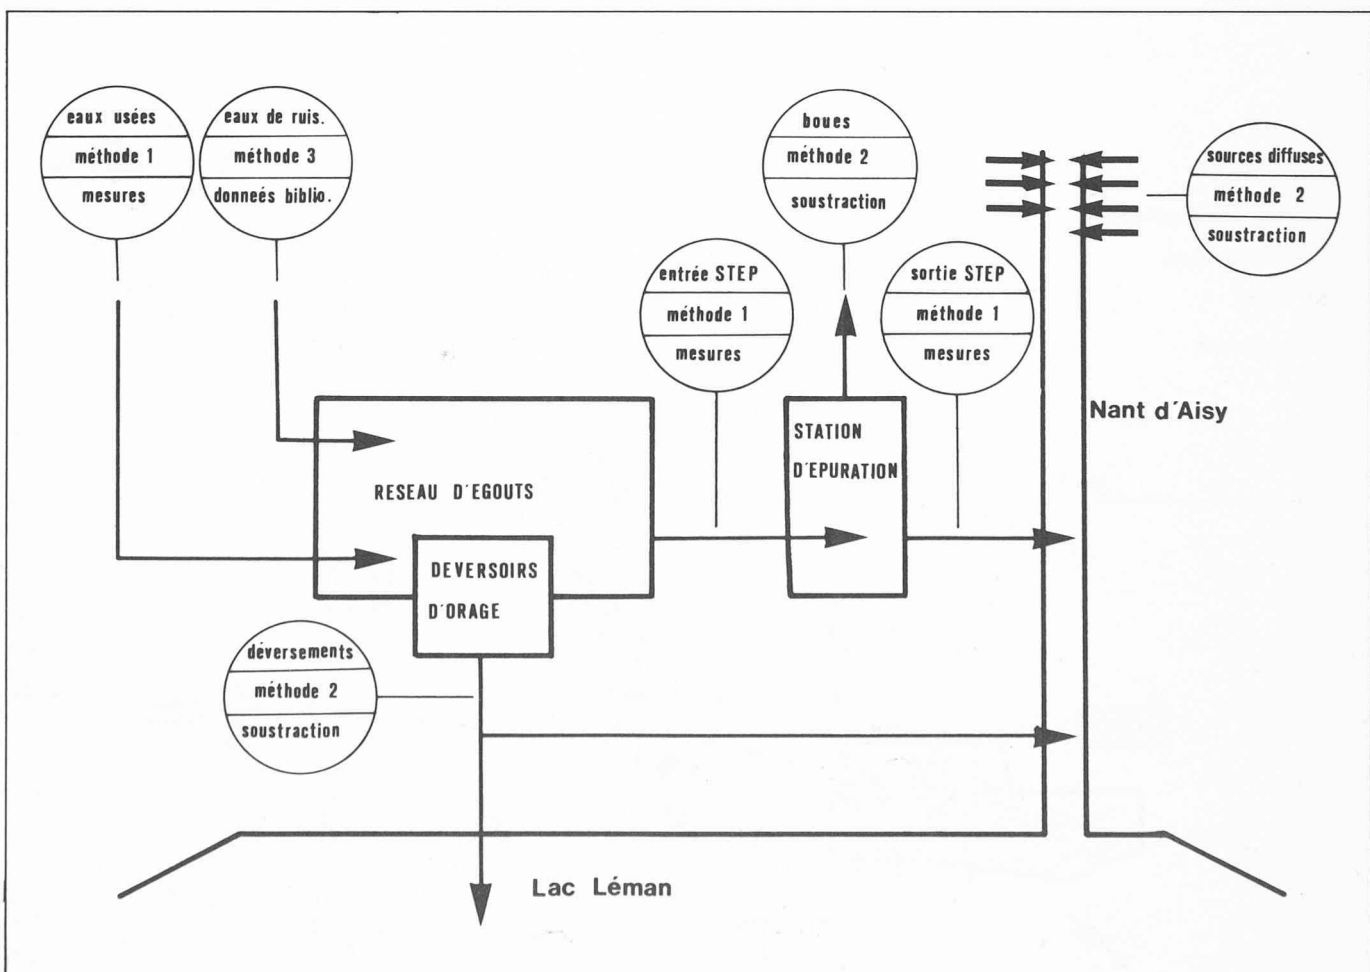 eaux usées
méthode 1
mesures
eaux de ruis.
méthode 3
donneés biblio.
boues
méthode 2
soustraction
sources diffuses
méthode 2
soustraction
entrée STEP
méthode 1
mesures
sortie STEP
méthode 1
mesures
Nant d'Aisy
STATION
D'EPURATION
RESEAU D'EGOUTS
DEVERSOIRS
D'ORAGE
déversements
méthode 2
soustraction
Lac Léman